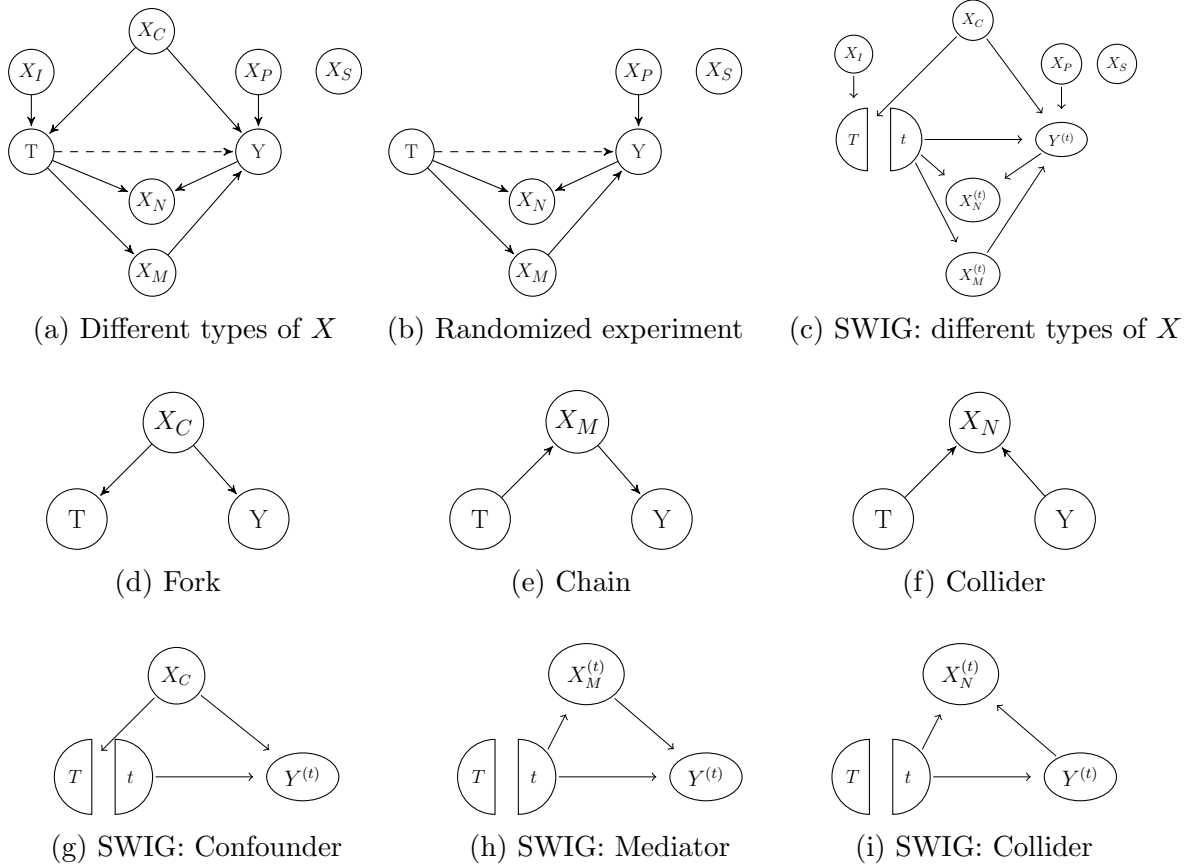 X_C X_C
X_I X_P X_S X_P X_S X_I X_P X_S
T Y T Y T t Y^{(t)}
X_N X_N X_N^{(t)}
X_M X_M X_M^{(t)}
(a) Different types of X (b) Randomized experiment (c) SWIG: different types of X
X_C X_M X_N
T Y T Y T Y
(d) Fork (e) Chain (f) Collider
X_C X_M^{(t)} X_N^{(t)}
T t Y^{(t)} T t Y^{(t)} T t Y^{(t)}
(g) SWIG: Confounder (h) SWIG: Mediator (i) SWIG: Collider